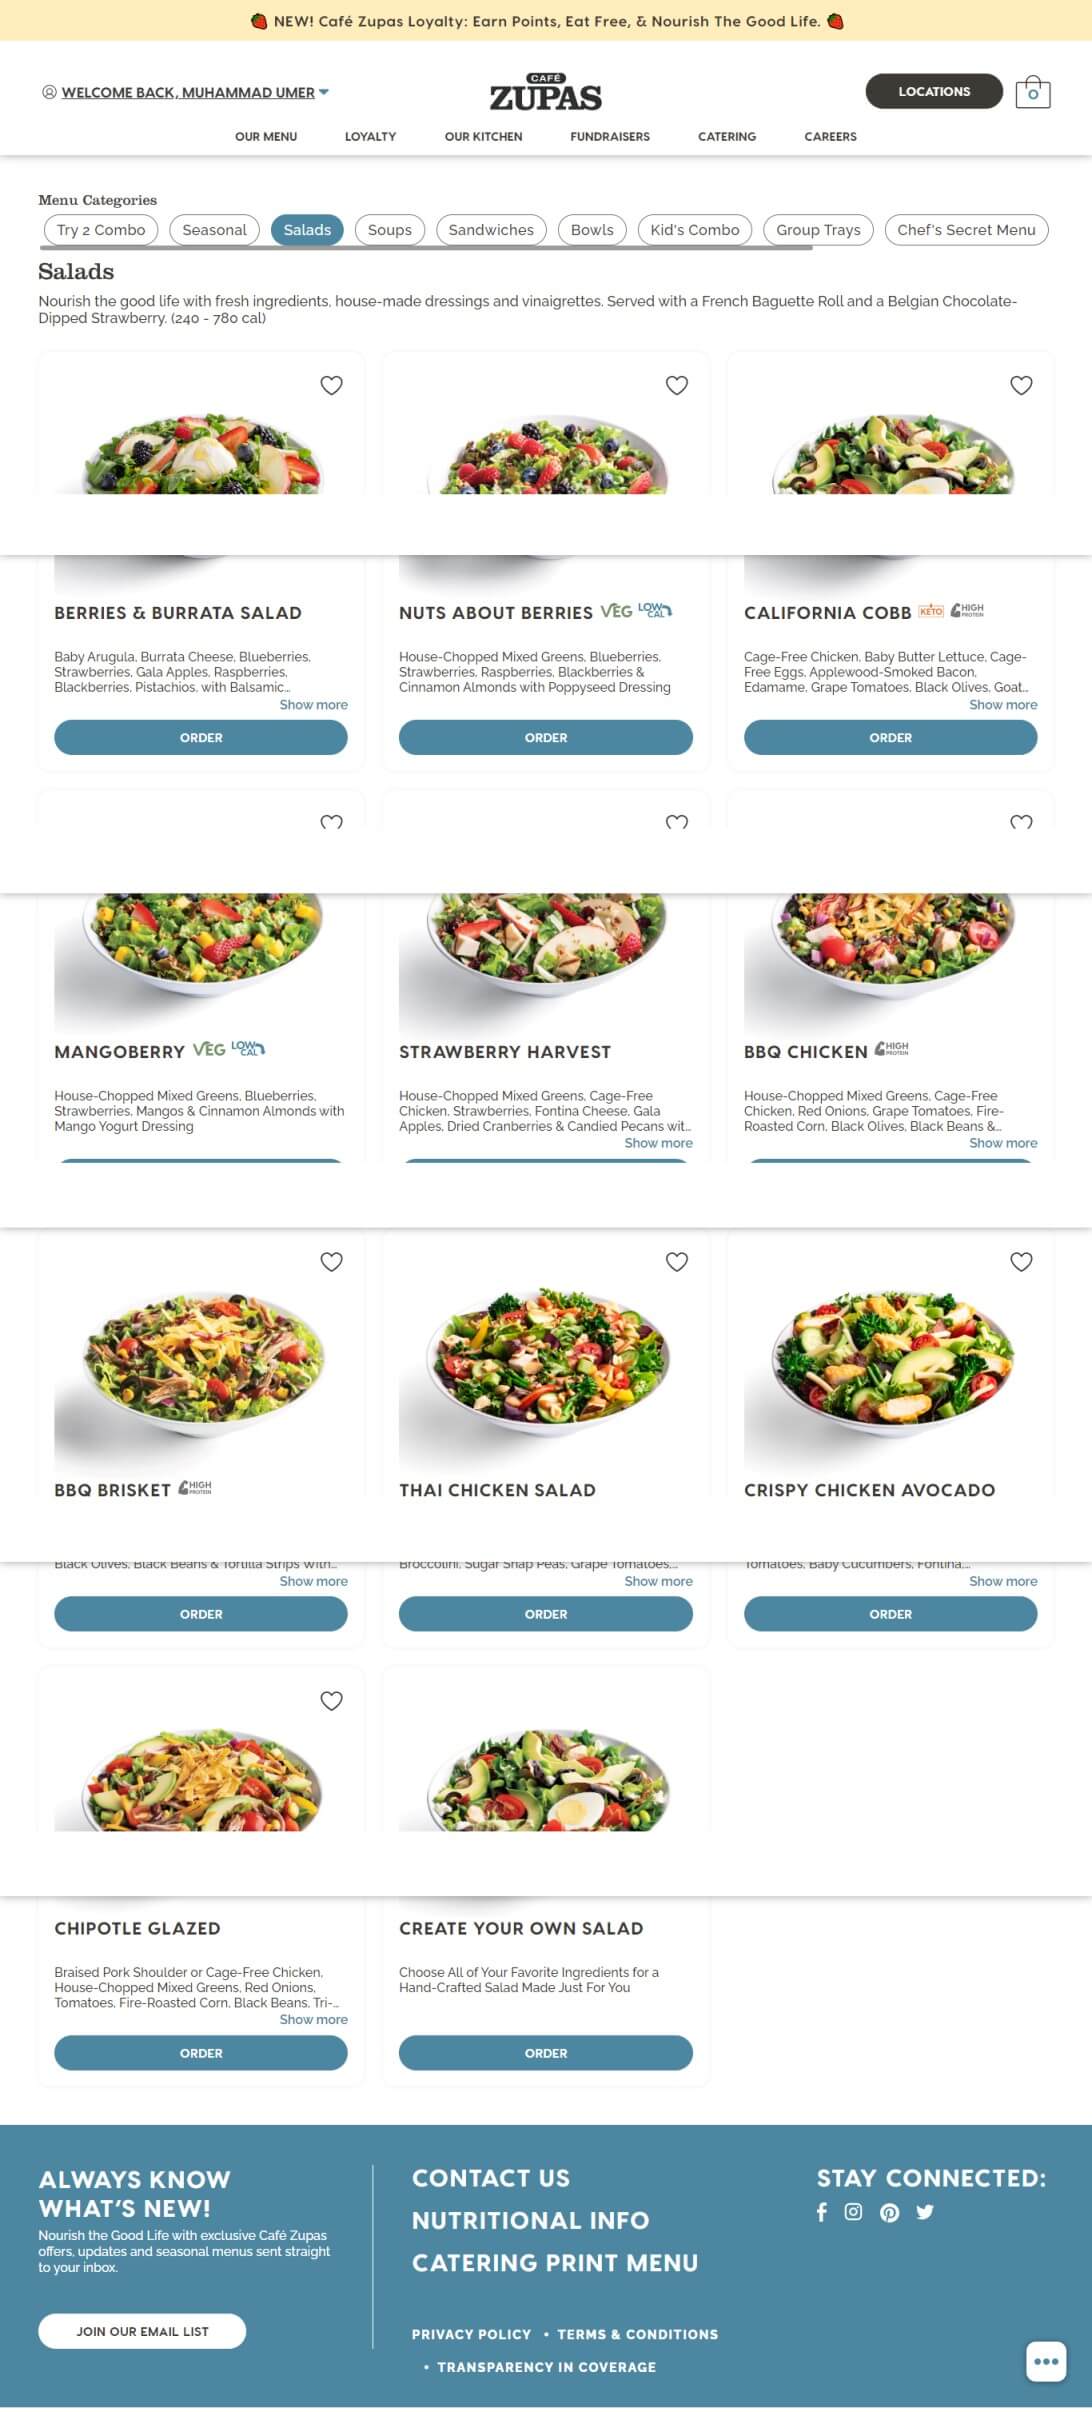 NEW! Café Zupas Loyalty: Earn Points, Eat Free, & Nourish The Good Life.
WELCOME BACK, MUHAMMAD UMER
CAFÉ
ZUPAS
LOCATIONS
0
OUR MENU LOYALTY OUR KITCHEN FUNDRAISERS CATERING CAREERS
Menu Categories
Try 2 Combo Seasonal Salads Soups Sandwiches Bowls Kid's Combo Group Trays Chef's Secret Menu
Salads
Nourish the good life with fresh ingredients, house-made dressings and vinaigrettes. Served with a French Baguette Roll and a Belgian Chocolate-
Dipped Strawberry. (240 - 780 cal)
BERRIES & BURRATA SALAD
Baby Arugula, Burrata Cheese, Blueberries,
Strawberries, Gala Apples, Raspberries,
Blackberries, Pistachios, with Balsamic...
Show more
ORDER
NUTS ABOUT BERRIES VEG LOW CAL
House-Chopped Mixed Greens, Blueberries,
Strawberries, Raspberries, Blackberries &
Cinnamon Almonds with Poppyseed Dressing
ORDER
CALIFORNIA COBB KETO HIGH PROTEIN
Cage-Free Chicken, Baby Butter Lettuce, Cage-
Free Eggs, Applewood-Smoked Bacon,
Edamame, Grape Tomatoes, Black Olives, Goat...
Show more
ORDER
MANGOBERRY VEG LOW CAL
House-Chopped Mixed Greens, Blueberries,
Strawberries, Mangos & Cinnamon Almonds with
Mango Yogurt Dressing
STRAWBERRY HARVEST
House-Chopped Mixed Greens, Cage-Free
Chicken, Strawberries, Fontina Cheese, Gala
Apples, Dried Cranberries & Candied Pecans wit...
Show more
BBQ CHICKEN HIGH PROTEIN
House-Chopped Mixed Greens, Cage-Free
Chicken, Red Onions, Grape Tomatoes, Fire-
Roasted Corn, Black Olives, Black Beans &...
Show more
BBQ BRISKET HIGH PROTEIN
Black Olives, Black Beans & Tortilla Strips With...
Show more
ORDER
THAI CHICKEN SALAD
Broccolini, Sugar Snap Peas, Grape Tomatoes,...
Show more
ORDER
CRISPY CHICKEN AVOCADO
Tomatoes, Baby Cucumbers, Fontina,...
Show more
ORDER
CHIPOTLE GLAZED
Braised Pork Shoulder or Cage-Free Chicken,
House-Chopped Mixed Greens, Red Onions,
Tomatoes, Fire-Roasted Corn, Black Beans, Tri-...
Show more
ORDER
CREATE YOUR OWN SALAD
Choose All of Your Favorite Ingredients for a
Hand-Crafted Salad Made Just For You
ORDER
ALWAYS KNOW
WHAT'S NEW!
Nourish the Good Life with exclusive Café Zupas
offers, updates and seasonal menus sent straight
to your inbox.
JOIN OUR EMAIL LIST
CONTACT US
NUTRITIONAL INFO
CATERING PRINT MENU
PRIVACY POLICY • TERMS & CONDITIONS
• TRANSPARENCY IN COVERAGE
STAY CONNECTED: